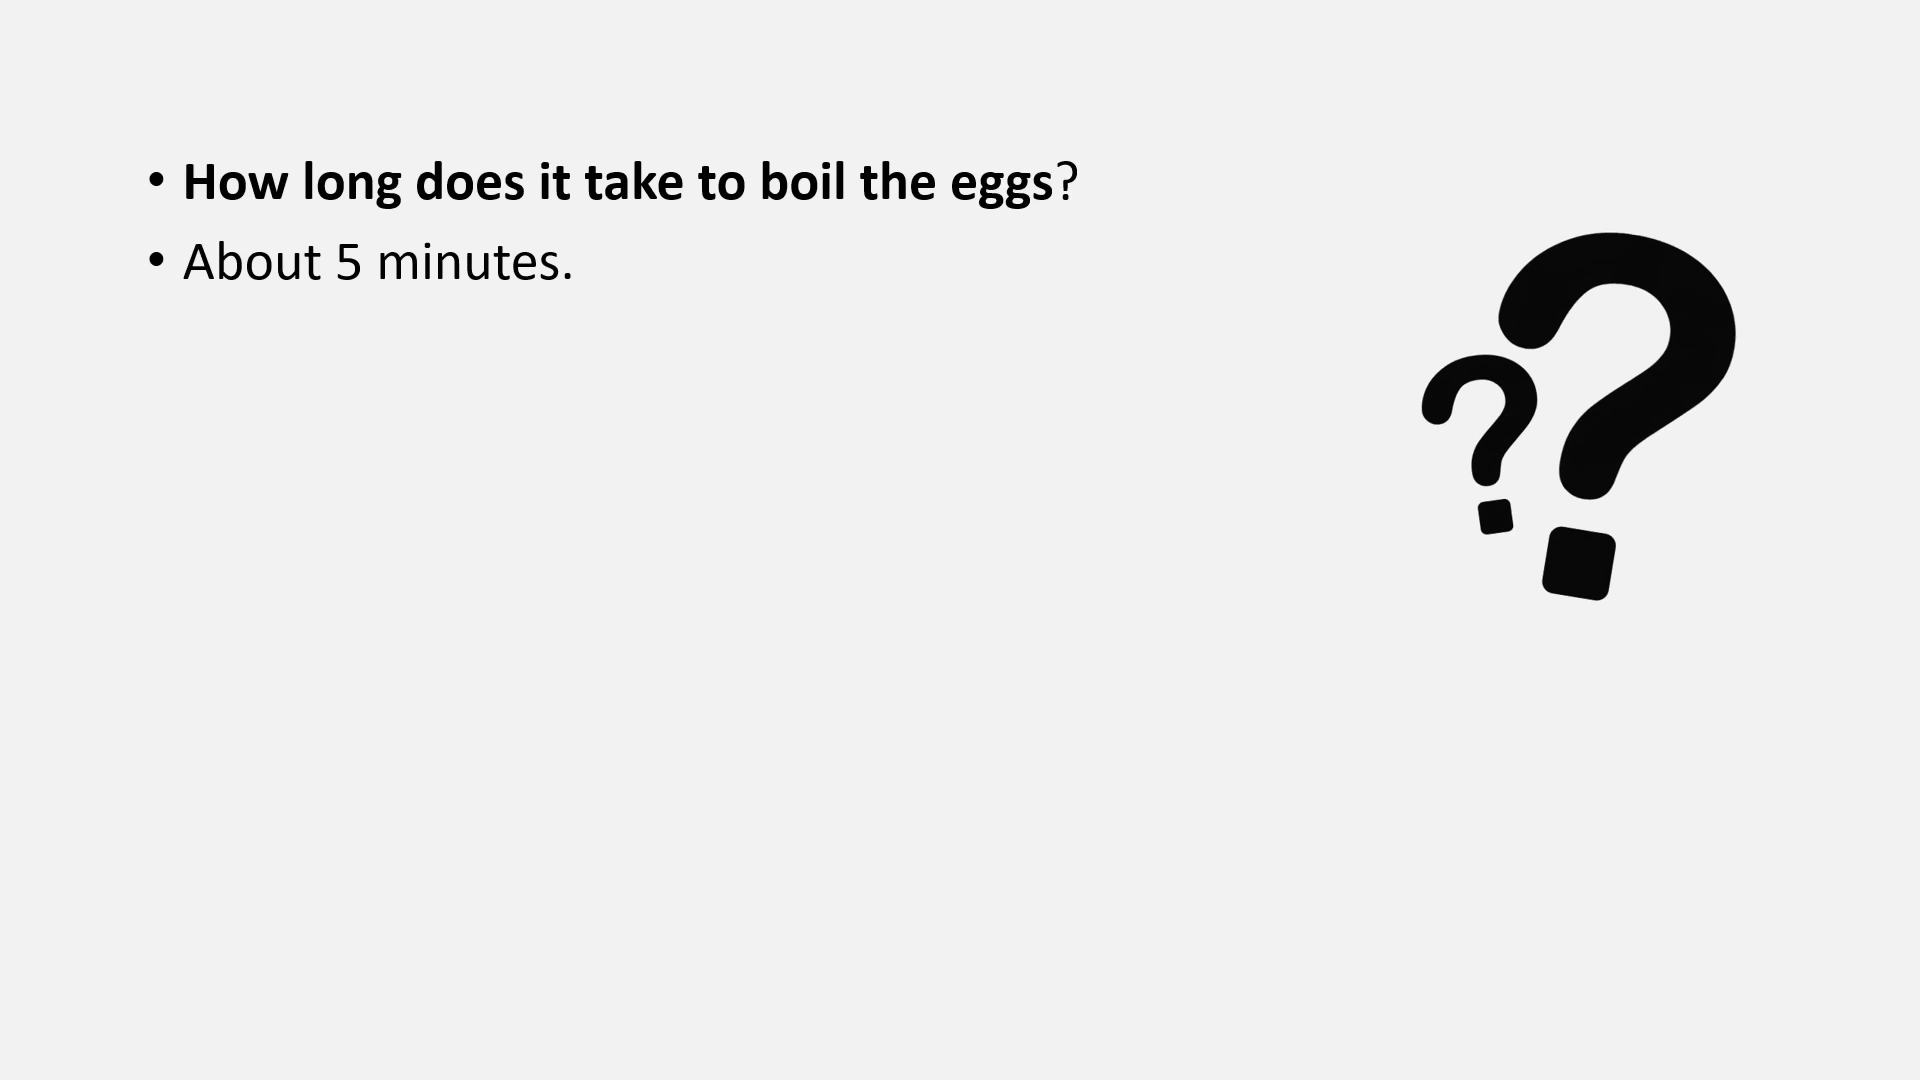 • How long does it take to boil the eggs?
• About 5 minutes.